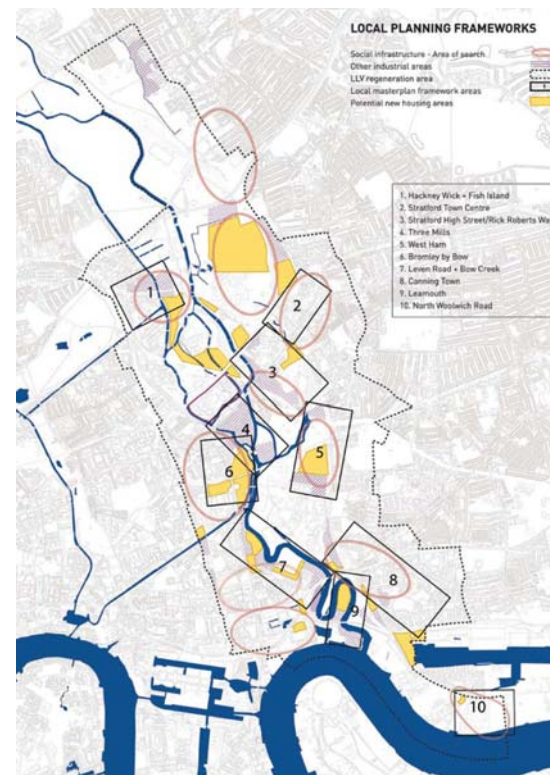 LOCAL PLANNING FRAMEWORKS
Social infrastructure - Area of search
Other industrial areas
LLV regeneration area
Local masterplan framework areas
Potential new housing areas
1. Hackney Wick + Fish Island
2. Stratford Town Centre
3. Stratford High Street/Rick Roberts Wa
4. Three Mills
5. West Ham
6. Bromley by Bow
7. Leven Road + Bow Creek
8. Canning Town
9. Leamouth
10. North Woolwich Road
1
2
3
4
5
6
7
8
9
10